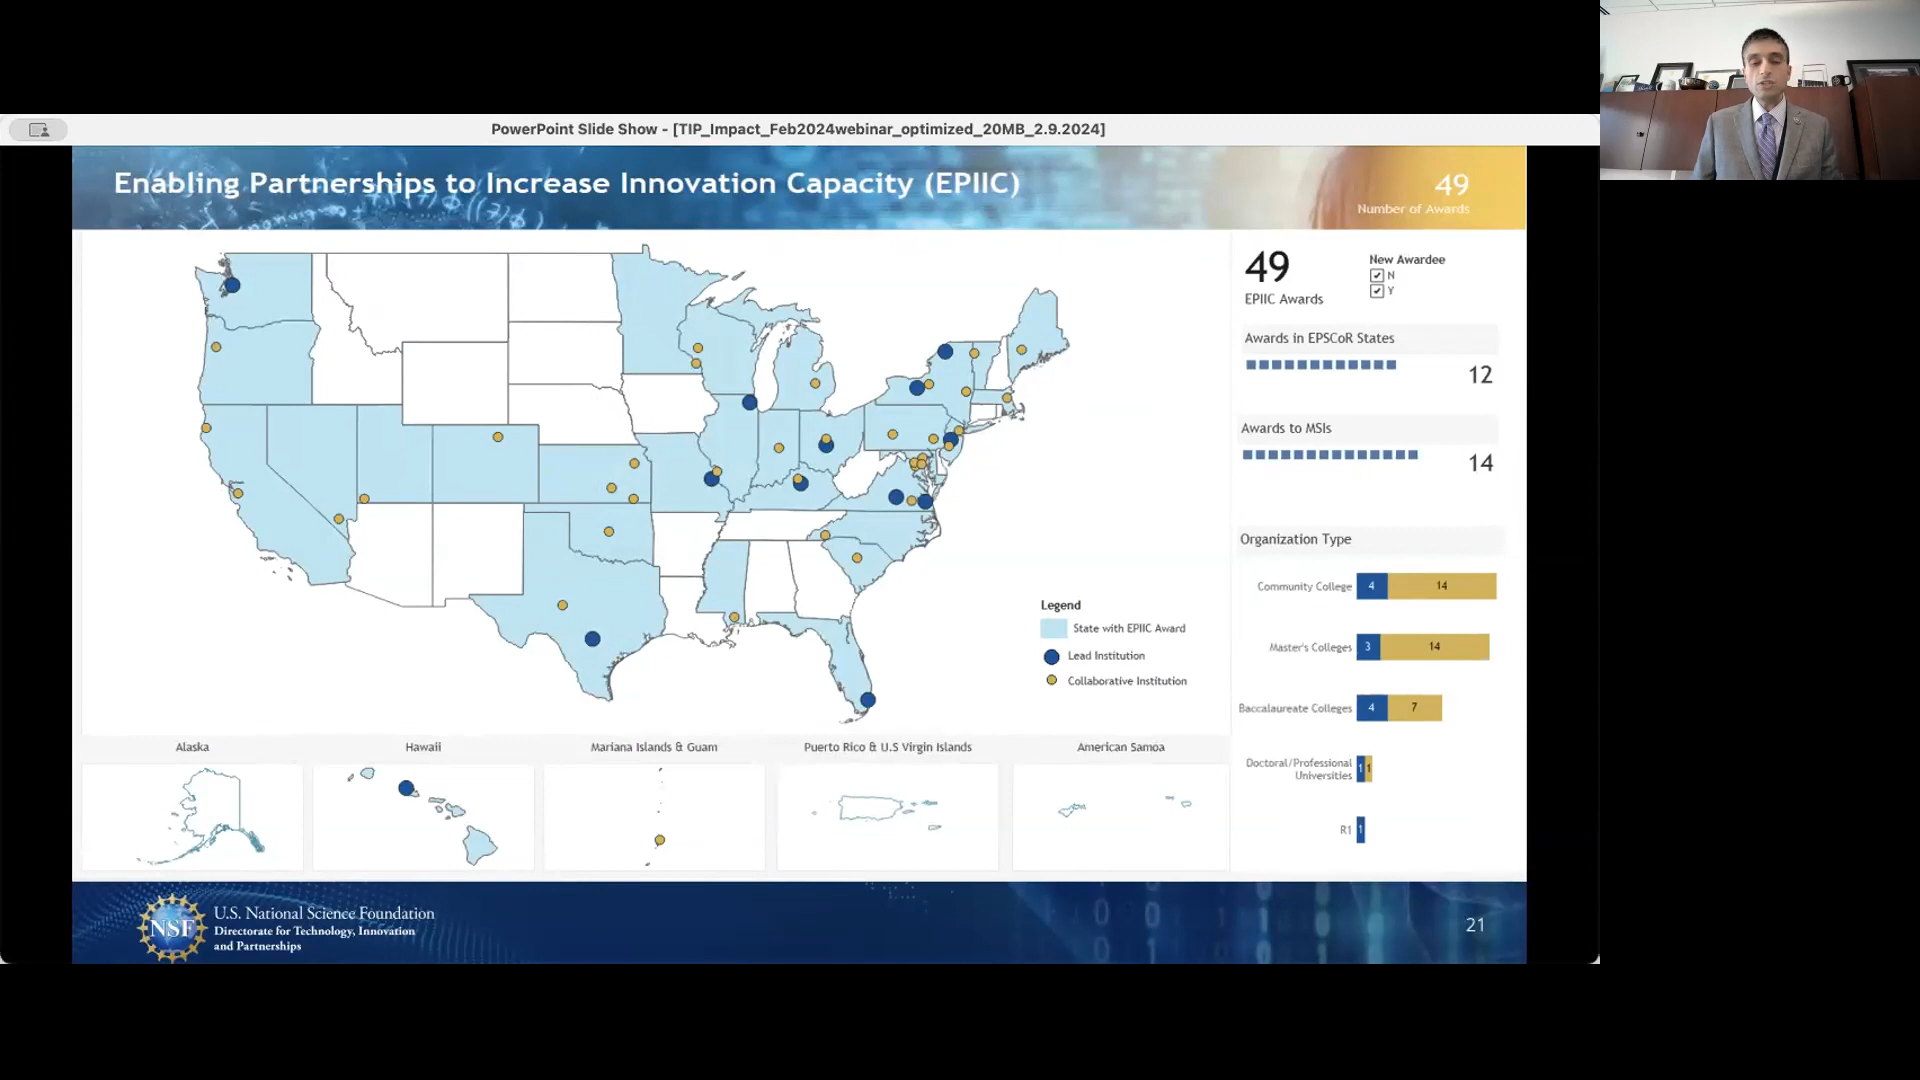 PowerPoint Slide Show - [TIP_Impact_Feb2024webinar_optimized_20MB_2.9.2024]
Enabling Partnerships to Increase Innovation Capacity (EPIIC)
49
Number of Awards
49
EPIIC Awards
New Awardee
N
Y
Awards in EPSCoR States
12
Awards to MSIs
14
Organization Type
Community College 4 14
Master's Colleges 3 14
Baccalaureate Colleges 4 7
Doctoral/Professional
Universities 1 1
R1 1
Legend
State with EPIIC Award
Lead Institution
Collaborative Institution
Alaska
Hawaii
Mariana Islands & Guam
Puerto Rico & U.S Virgin Islands
American Samoa
NSF
U.S. National Science Foundation
Directorate for Technology, Innovation
and Partnerships
21